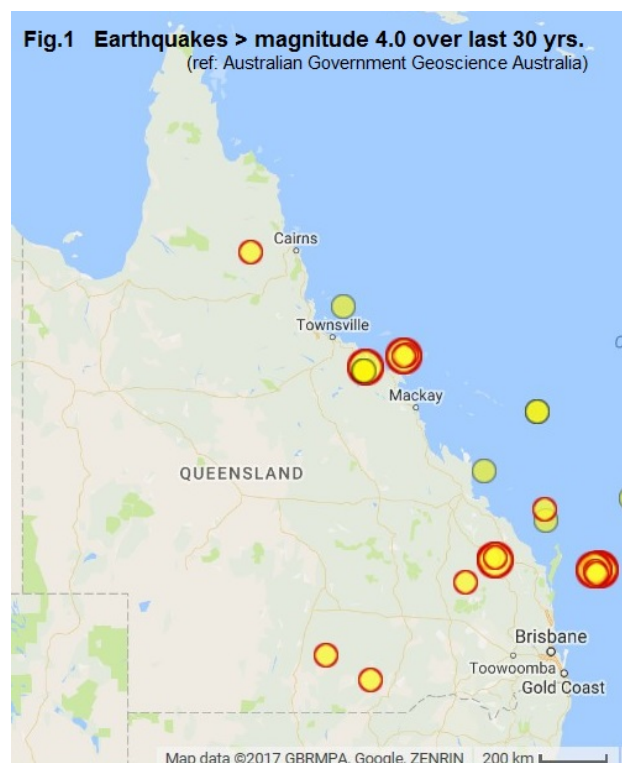 Fig.1 Earthquakes > magnitude 4.0 over last 30 yrs.
(ref: Australian Government Geoscience Australia)
Cairns
Townsville
Mackay
QUEENSLAND
Brisbane
Toowoomba
Gold Coast
Map data ©2017 GBRMPA, Google, ZENRIN 200 km